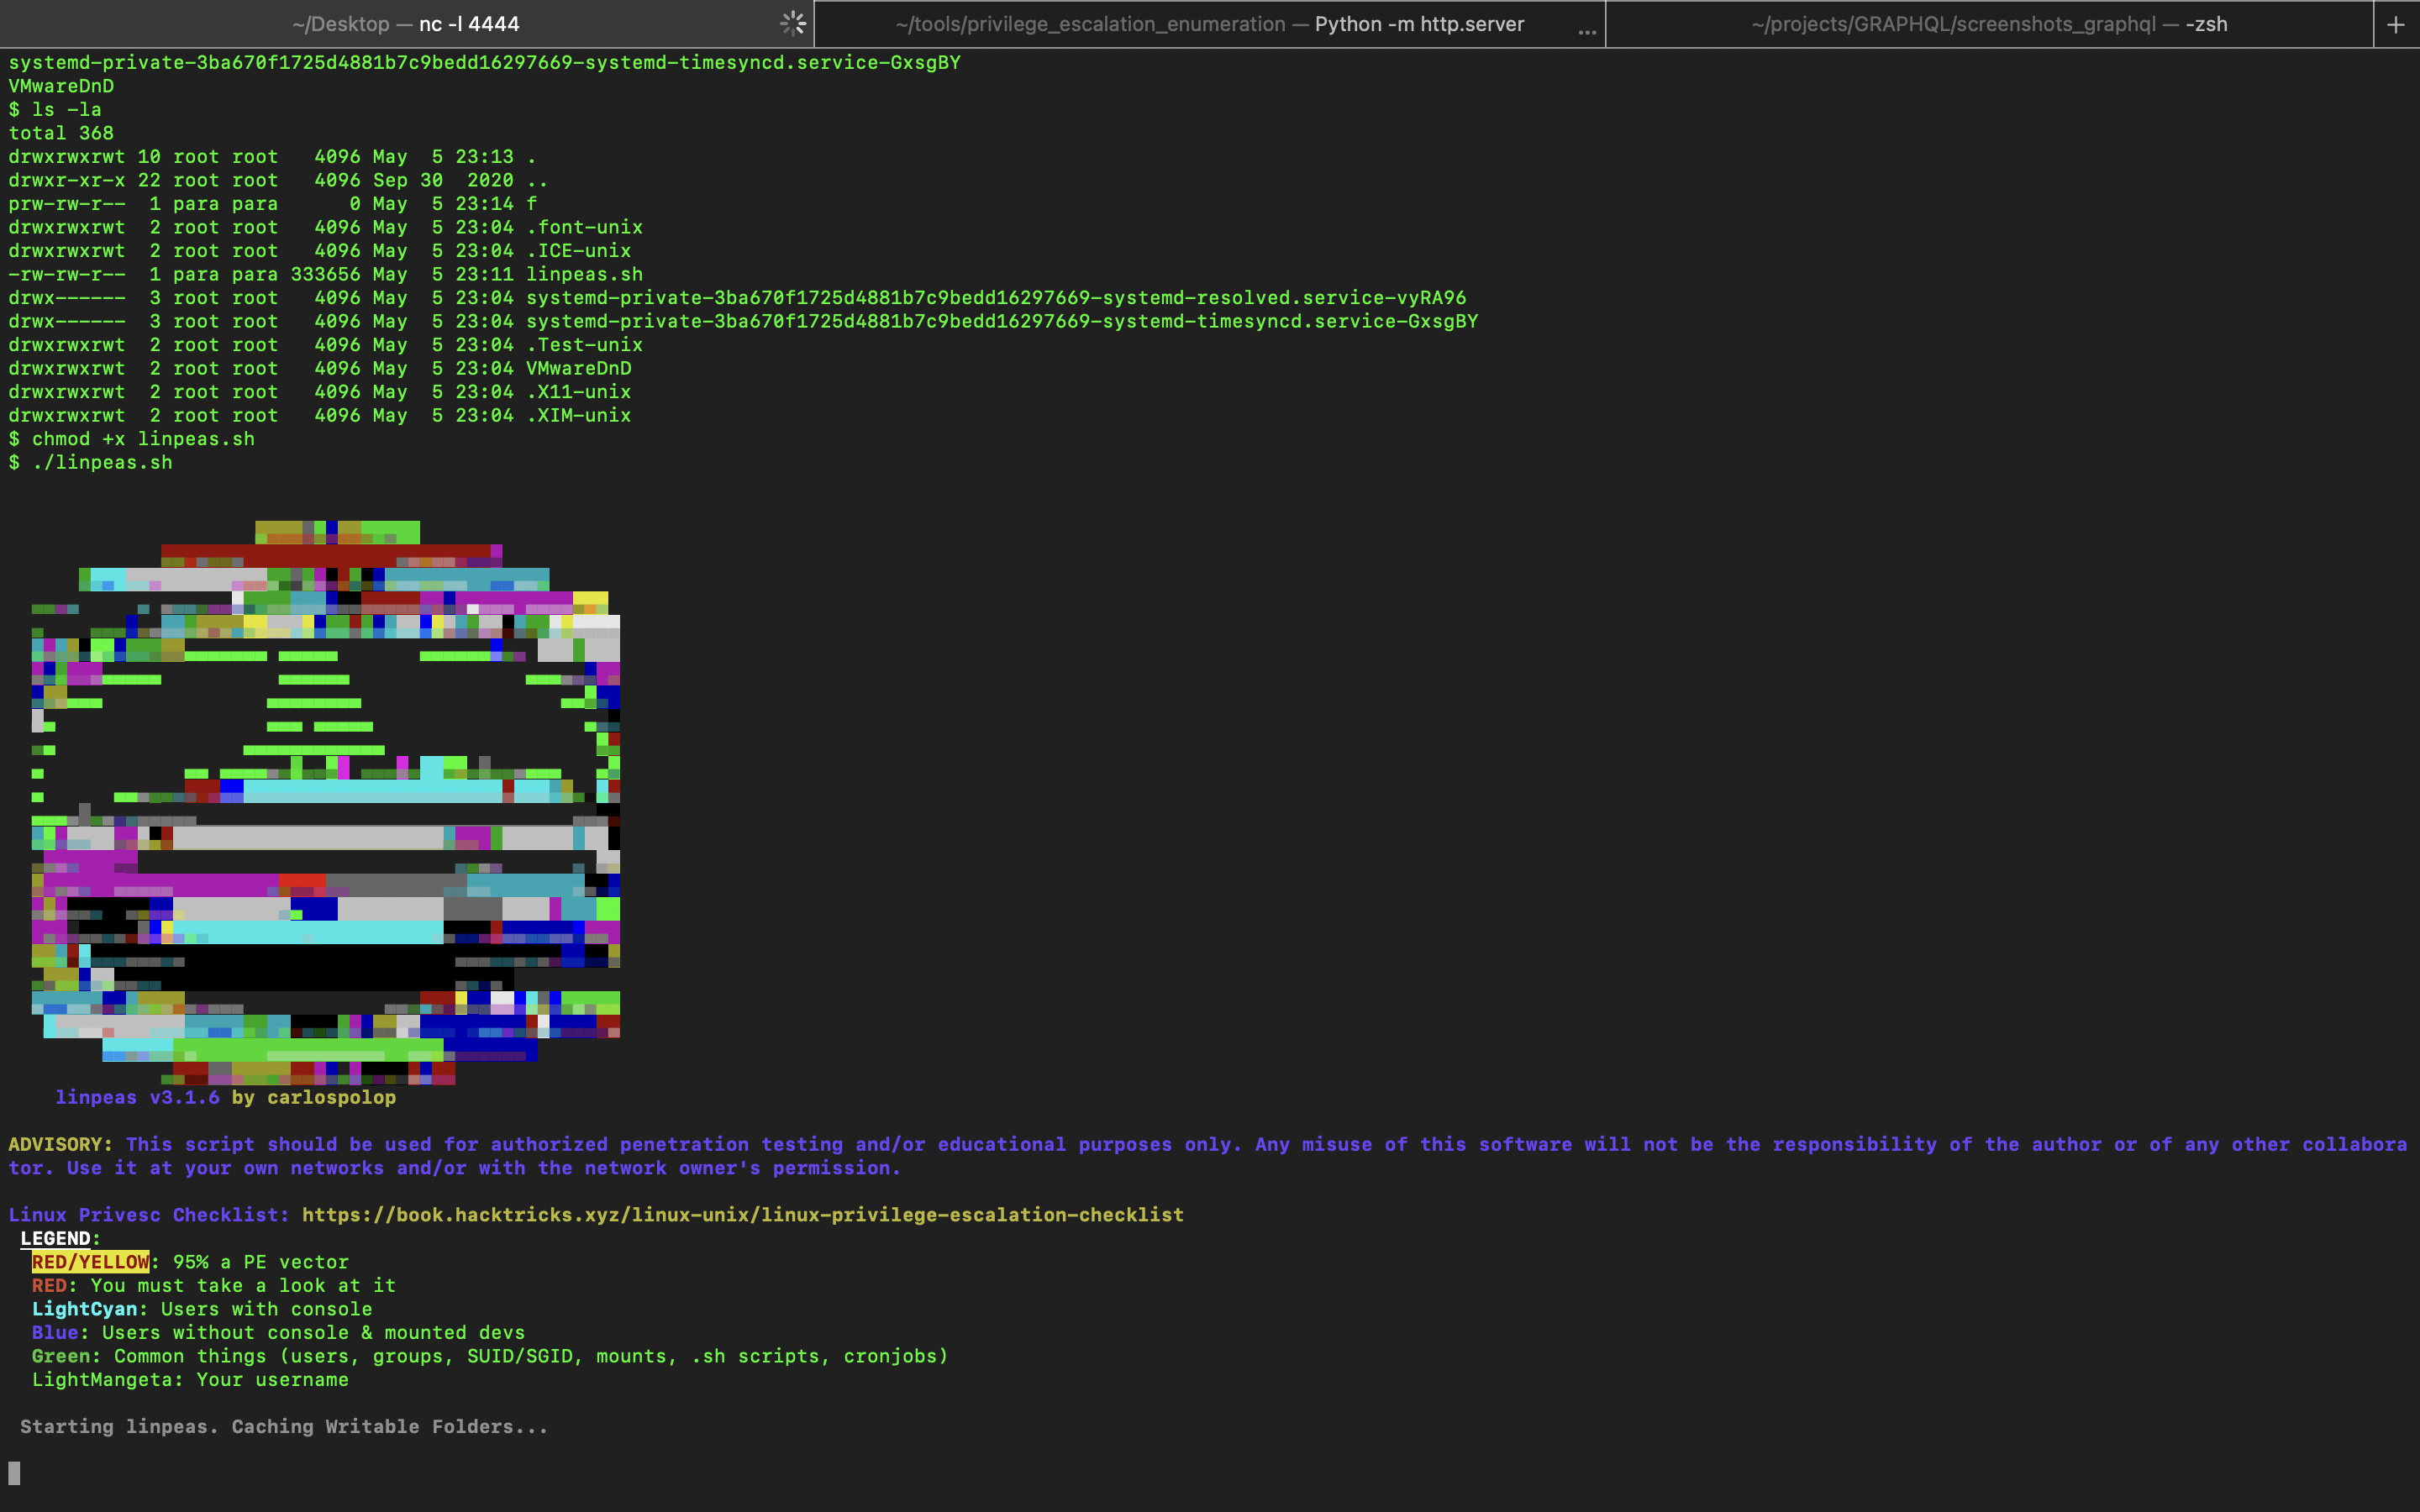 ~/Desktop — nc -l 4444
~/tools/privilege_escalation_enumeration — Python -m http.server ...
~/projects/GRAPHQL/screenshots_graphql — -zsh
+
systemd-private-3ba670f1725d4881b7c9bedd16297669-systemd-timesyncd.service-GxsgBY
VMwareDnD
$ ls -la
total 368
drwxrwxrwt 10 root root   4096 May  5 23:13 .
drwxr-xr-x 22 root root   4096 Sep 30  2020 ..
prw-rw-r--  1 para para      0 May  5 23:14 f
drwxrwxrwt  2 root root   4096 May  5 23:04 .font-unix
drwxrwxrwt  2 root root   4096 May  5 23:04 .ICE-unix
-rw-rw-r--  1 para para 333656 May  5 23:11 linpeas.sh
drwx------  3 root root   4096 May  5 23:04 systemd-private-3ba670f1725d4881b7c9bedd16297669-systemd-resolved.service-vyRA96
drwx------  3 root root   4096 May  5 23:04 systemd-private-3ba670f1725d4881b7c9bedd16297669-systemd-timesyncd.service-GxsgBY
drwxrwxrwt  2 root root   4096 May  5 23:04 .Test-unix
drwxrwxrwt  2 root root   4096 May  5 23:04 VMwareDnD
drwxrwxrwt  2 root root   4096 May  5 23:04 .X11-unix
drwxrwxrwt  2 root root   4096 May  5 23:04 .XIM-unix
$ chmod +x linpeas.sh
$ ./linpeas.sh
linpeas v3.1.6 by carlospolop
ADVISORY: This script should be used for authorized penetration testing and/or educational purposes only. Any misuse of this software will not be the responsibility of the author or of any other collabora
tor. Use it at your own networks and/or with the network owner's permission.
Linux Privesc Checklist: https://book.hacktricks.xyz/linux-unix/linux-privilege-escalation-checklist
LEGEND:
RED/YELLOW: 95% a PE vector
RED: You must take a look at it
LightCyan: Users with console
Blue: Users without console & mounted devs
Green: Common things (users, groups, SUID/SGID, mounts, .sh scripts, cronjobs)
LightMangeta: Your username
Starting linpeas. Caching Writable Folders...